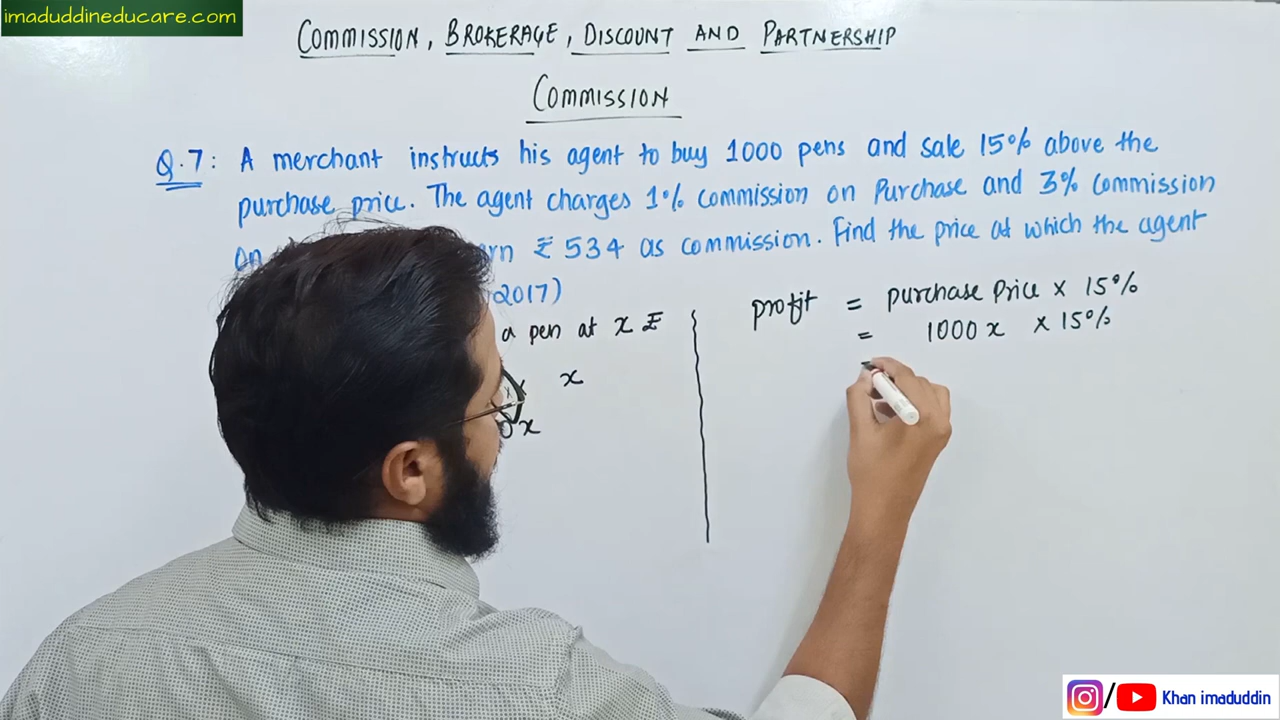 imaduddineducare.com
COMMISSION, BROKERAGE, DISCOUNT AND PARTNERSHIP
COMMISSION
Q.7: A merchant instructs his agent to buy 1000 pens and sale 15% above the
purchase price. The agent charges 1% commission on Purchase and 3% commission
on ₹ 534 as commission. Find the price at which the agent
2017)
a pen at x ₹
x
x
profit = purchase price x 15%
= 1000 x x 15%
Khan imaduddin